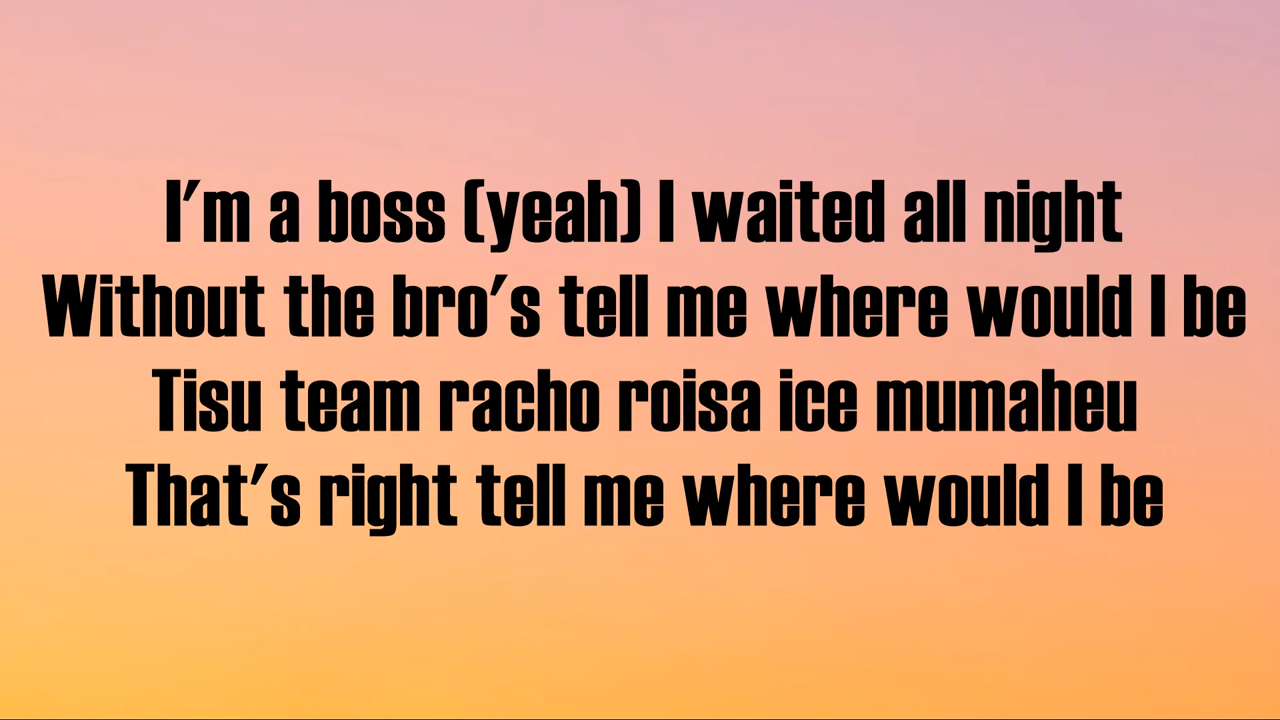 I'm a boss (yeah) I waited all night
Without the bro's tell me where would I be
Tisu team racho roisa ice mumaheu
That's right tell me where would I be